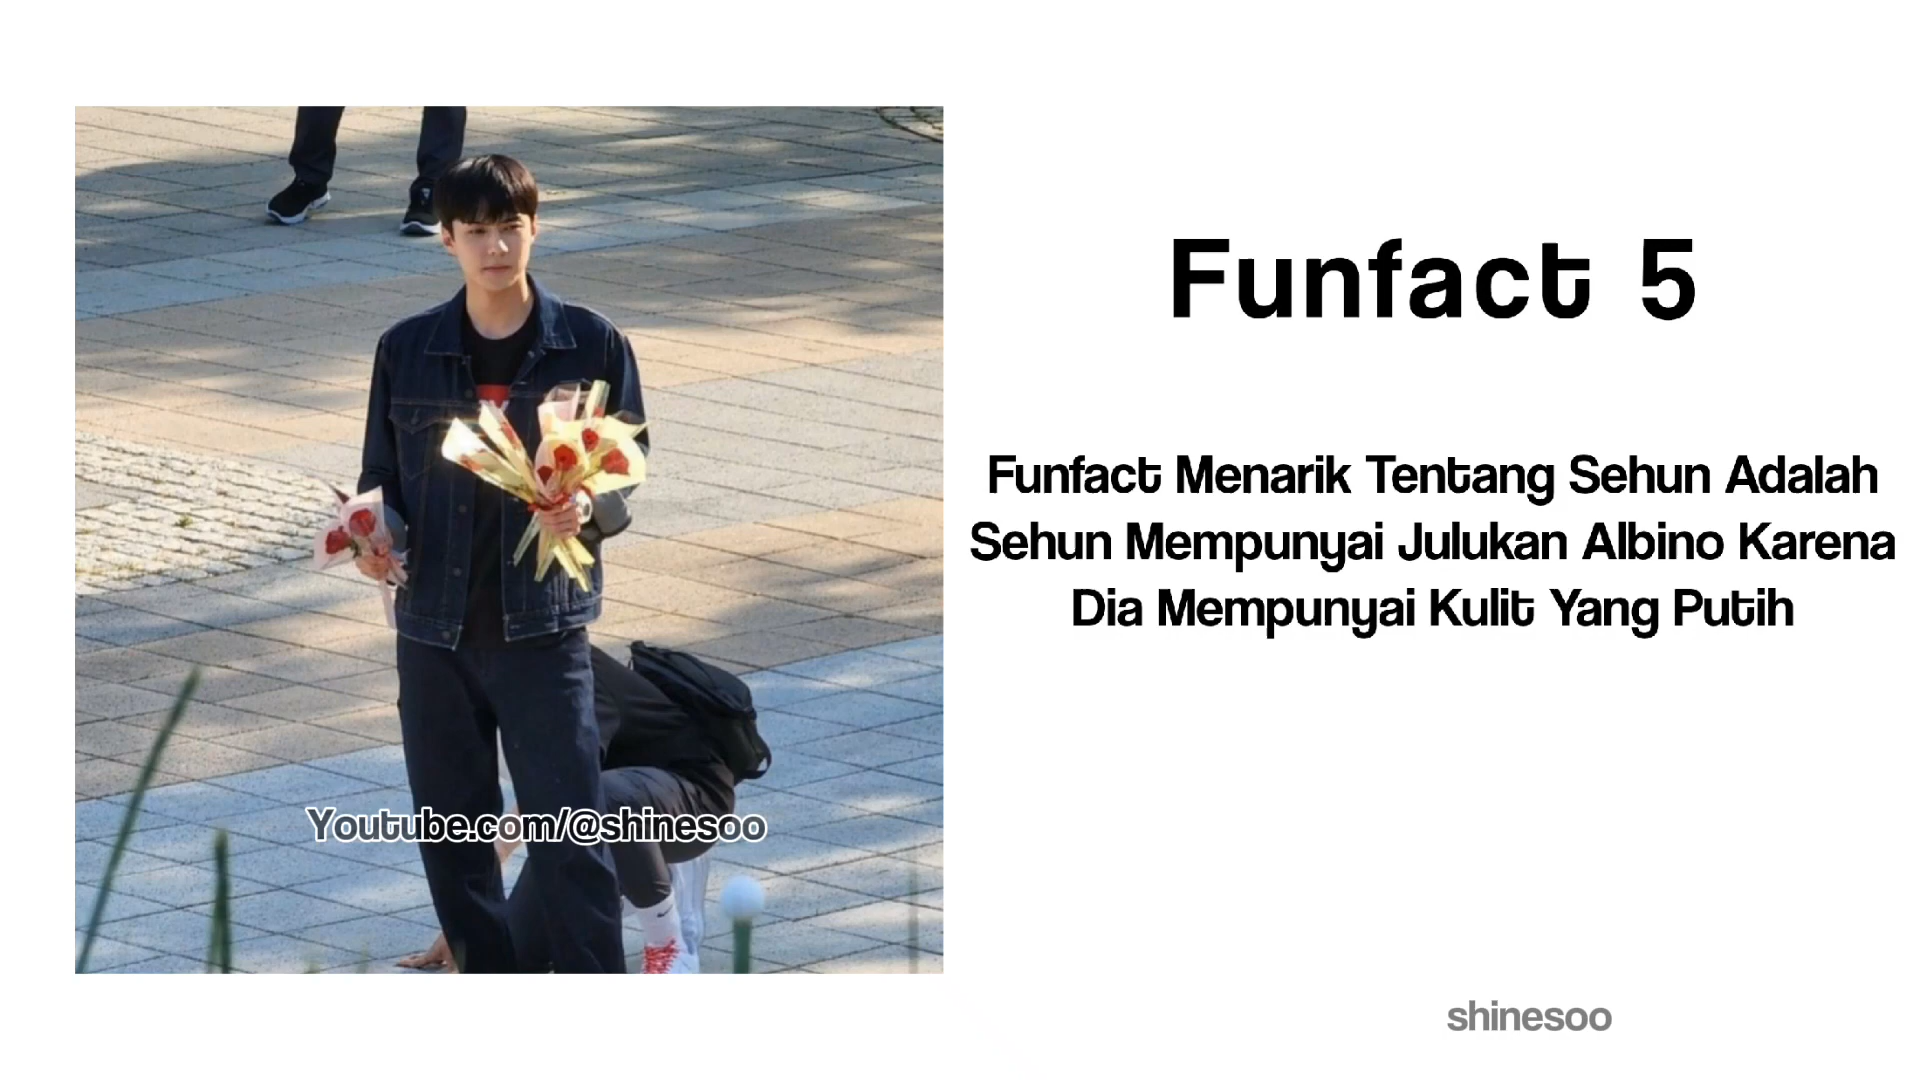 Funfact 5
Funfact Menarik Tentang Sehun Adalah
Sehun Mempunyai Julukan Albino Karena
Dia Mempunyai Kulit Yang Putih
Youtube.com/@shinesoo
shinesoo